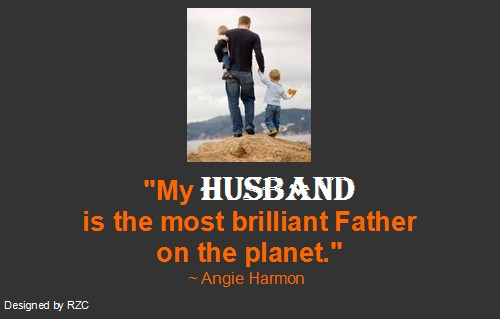 "My HUSBAND
is the most brilliant Father
on the planet."
~ Angie Harmon
Designed by RZC